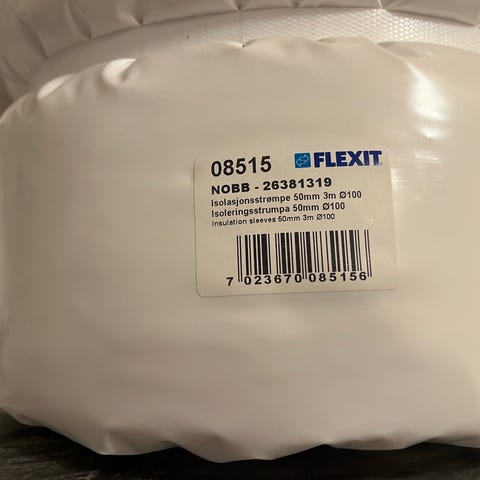 08515 FLEXIT
NOBB - 26381319
Isolasjonsstrømpe 50mm 3m Ø100
Isoleringsstrumpa 50mm Ø100
Insulation sleeves 50mm 3m Ø100
7 023670 085156